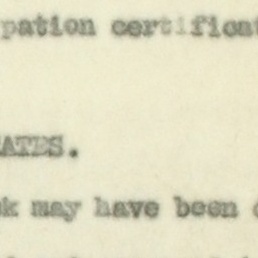 pation certificat
ATES.
k may have been